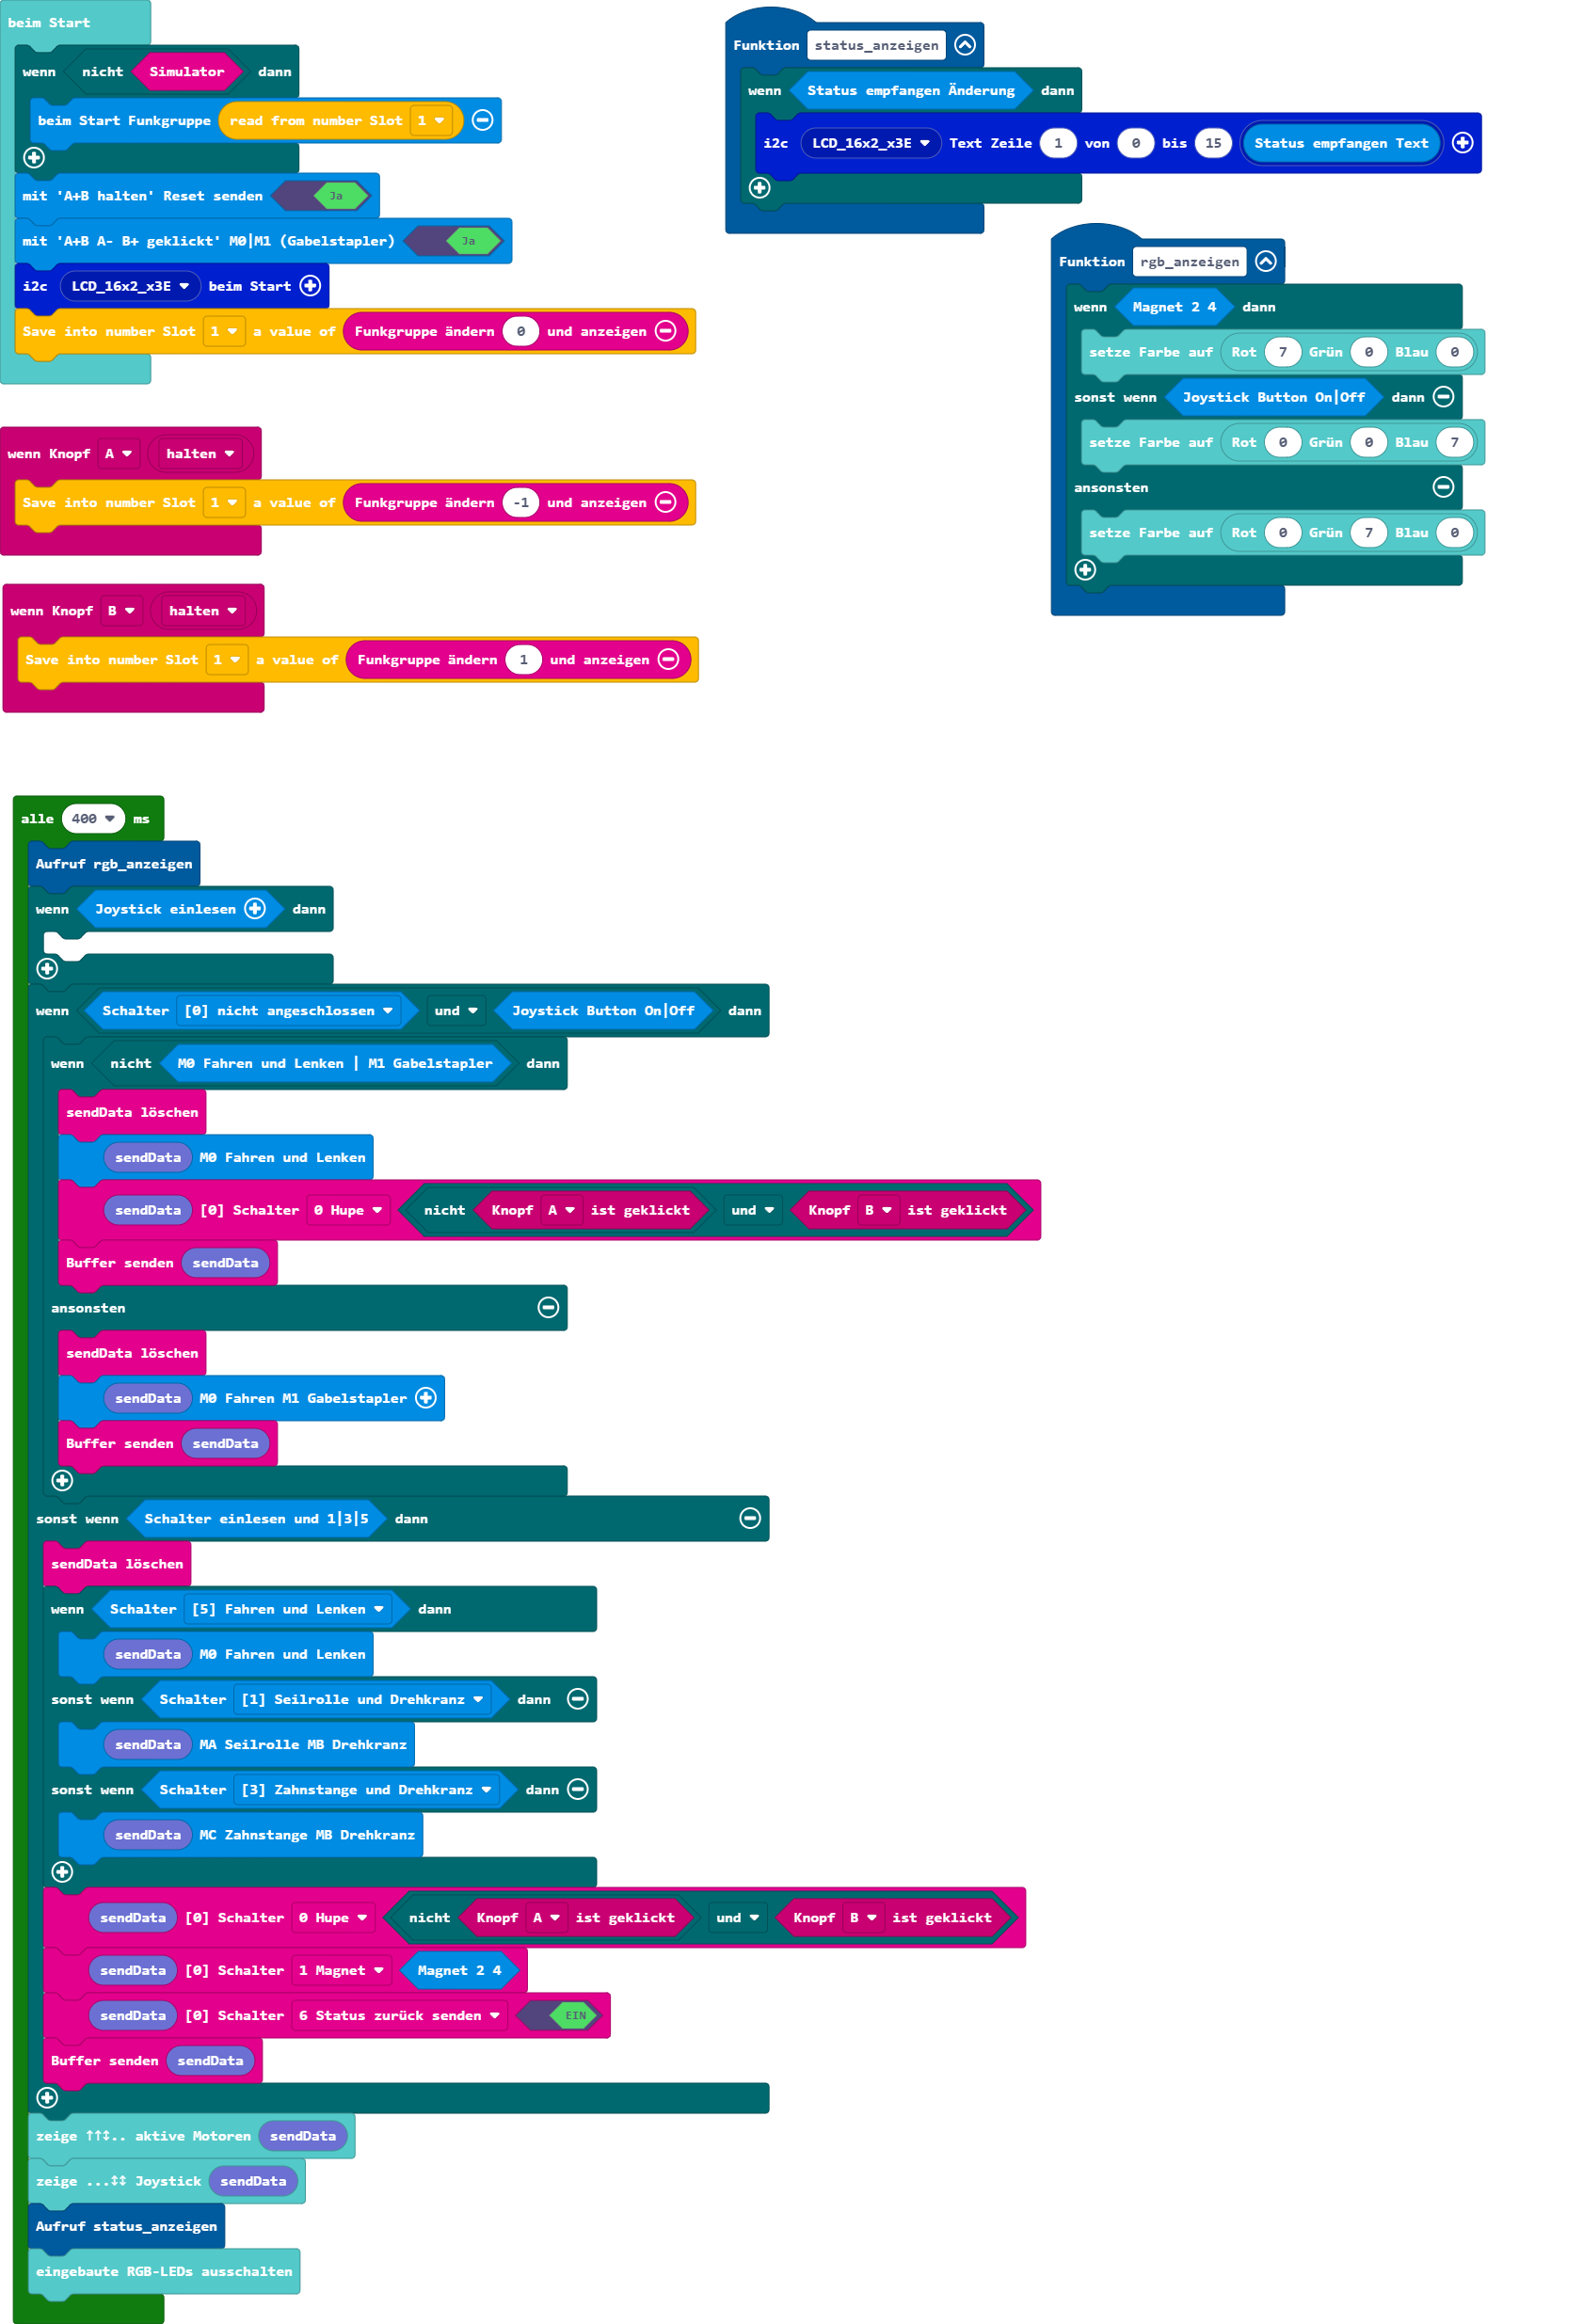 beim Start
wenn nicht Simulator dann
beim Start Funkgruppe read from number Slot 1
mit 'A+B halten' Reset senden Ja
mit 'A+B A- B+ geklickt' M0|M1 (Gabelstapler) Ja
i2c LCD_16x2_x3E beim Start
Save into number Slot 1 a value of Funkgruppe ändern 0 und anzeigen
wenn Knopf A halten
Save into number Slot 1 a value of Funkgruppe ändern -1 und anzeigen
wenn Knopf B halten
Save into number Slot 1 a value of Funkgruppe ändern 1 und anzeigen
Funktion status_anzeigen
wenn Status empfangen Änderung dann
i2c LCD_16x2_x3E Text Zeile 1 von 0 bis 15 Status empfangen Text
Funktion rgb_anzeigen
wenn Magnet 2 4 dann
setze Farbe auf Rot 7 Grün 0 Blau 0
sonst wenn Joystick Button On|Off dann
setze Farbe auf Rot 0 Grün 0 Blau 7
ansonsten
setze Farbe auf Rot 0 Grün 7 Blau 0
alle 400 ms
Aufruf rgb_anzeigen
wenn Joystick einlesen dann
wenn Schalter [0] nicht angeschlossen und Joystick Button On|Off dann
wenn nicht M0 Fahren und Lenken | M1 Gabelstapler dann
sendData löschen
sendData M0 Fahren und Lenken
sendData [0] Schalter 0 Hupe nicht Knopf A ist geklickt und Knopf B ist geklickt
Buffer senden sendData
ansonsten
sendData löschen
sendData M0 Fahren M1 Gabelstapler
Buffer senden sendData
sonst wenn Schalter einlesen und 1|3|5 dann
sendData löschen
wenn Schalter [5] Fahren und Lenken dann
sendData M0 Fahren und Lenken
sonst wenn Schalter [1] Seilrolle und Drehkranz dann
sendData MA Seilrolle MB Drehkranz
sonst wenn Schalter [3] Zahnstange und Drehkranz dann
sendData MC Zahnstange MB Drehkranz
sendData [0] Schalter 0 Hupe nicht Knopf A ist geklickt und Knopf B ist geklickt
sendData [0] Schalter 1 Magnet Magnet 2 4
sendData [0] Schalter 6 Status zurück senden EIN
Buffer senden sendData
zeige ↑↑↕.. aktive Motoren sendData
zeige ...↕↕ Joystick sendData
Aufruf status_anzeigen
eingebaute RGB-LEDs ausschalten